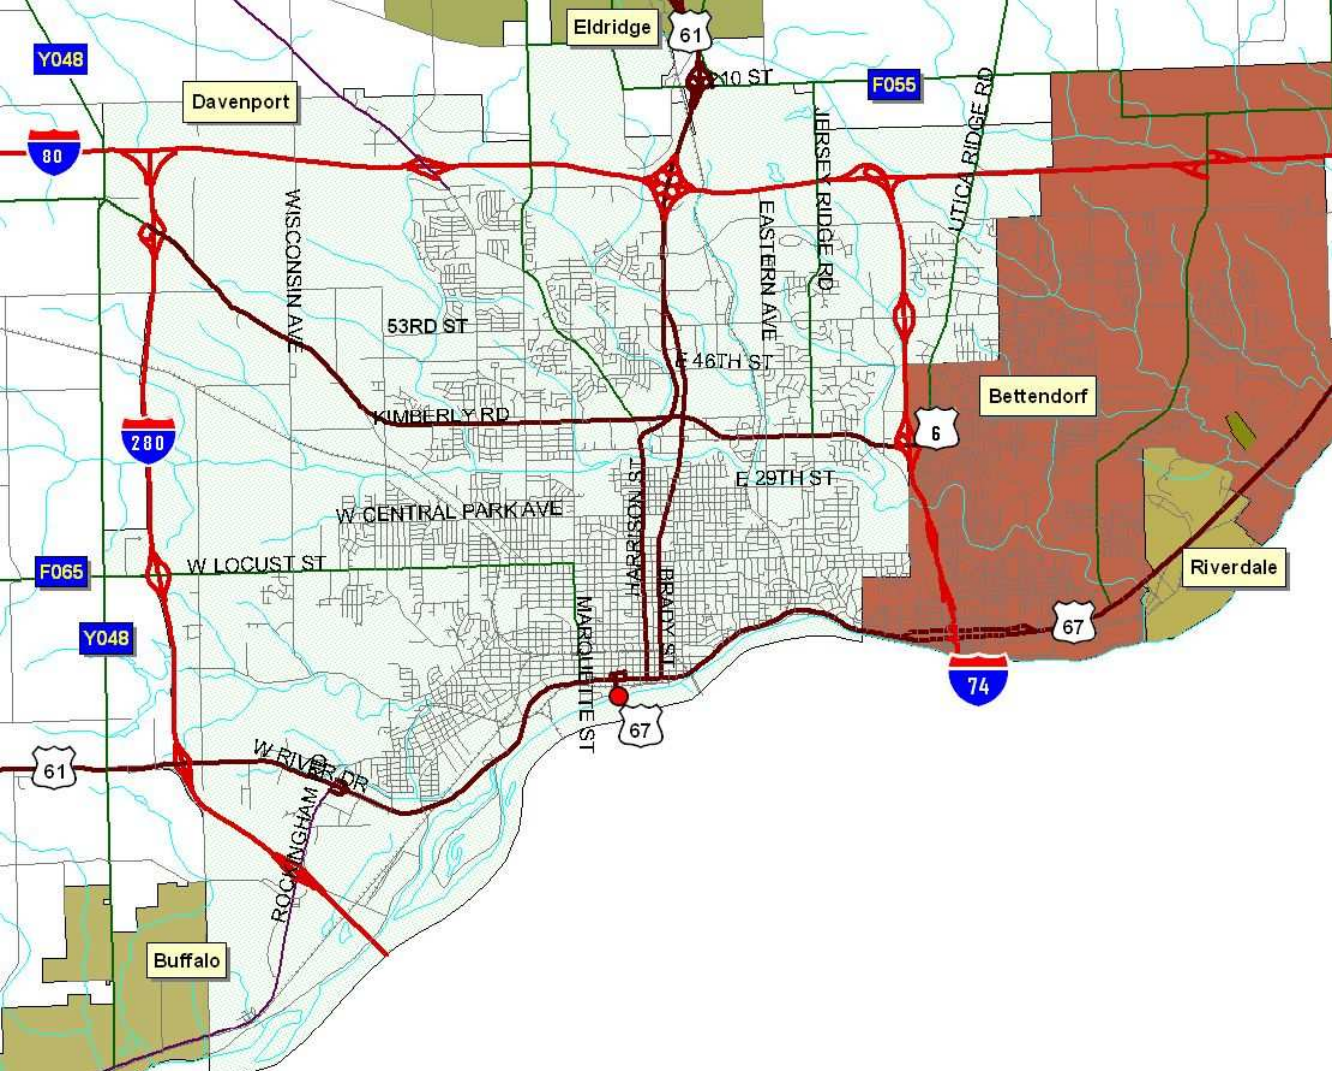 Eldridge
61
Y048
210 ST
F055
Davenport
80
JERSEY RIDGE RD
UTICA RIDGE RD
WISCONSIN AVE
EASTERN AVE
53RD ST
E 46TH ST
Bettendorf
KIMBERLY RD
6
280
E 29TH ST
HARRISON ST
W CENTRAL PARK AVE
W LOCUST ST
F065
Riverdale
BRADY ST
MARQUETTE ST
67
Y048
74
67
W RIVER DR
61
ROCKINGHAM
Buffalo